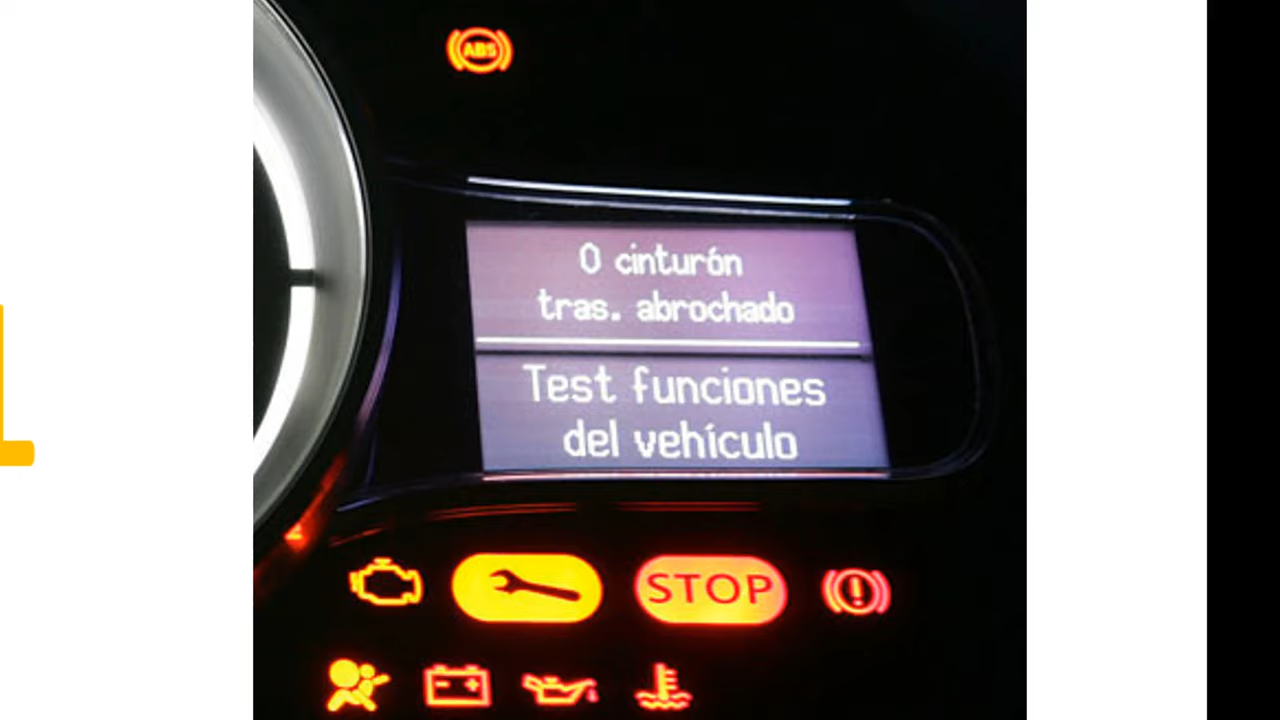 ABS
0 cinturón
tras. abrochado
Test funciones
del vehículo
STOP